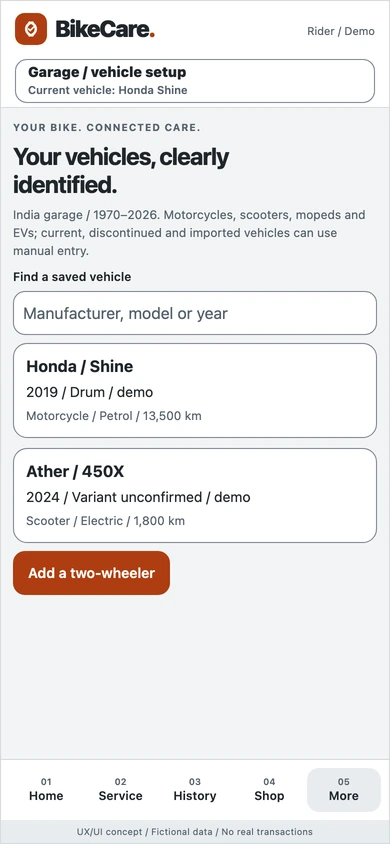 BikeCare.
Rider / Demo
Garage / vehicle setup
Current vehicle: Honda Shine
YOUR BIKE. CONNECTED CARE.
Your vehicles, clearly
identified.
India garage / 1970–2026. Motorcycles, scooters, mopeds and
EVs; current, discontinued and imported vehicles can use
manual entry.
Find a saved vehicle
Manufacturer, model or year
Honda / Shine
2019 / Drum / demo
Motorcycle / Petrol / 13,500 km
Ather / 450X
2024 / Variant unconfirmed / demo
Scooter / Electric / 1,800 km
Add a two-wheeler
01 02 03 04 05
Home Service History Shop More
UX/UI concept / Fictional data / No real transactions